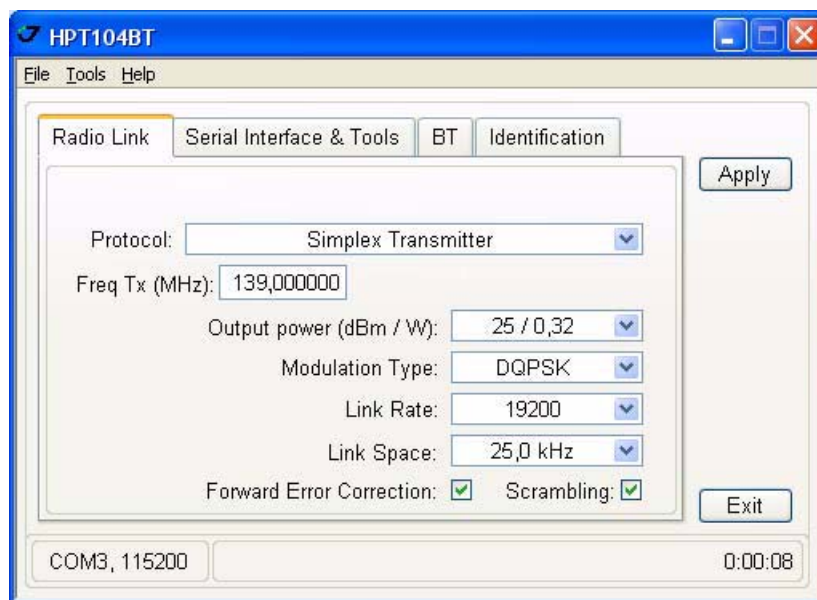 HPT104BT
File Tools Help
Radio Link Serial Interface & Tools BT Identification
Apply
Protocol: Simplex Transmitter
Freq Tx (MHz): 139,000000
Output power (dBm / W): 25 / 0,32
Modulation Type: DQPSK
Link Rate: 19200
Link Space: 25,0 kHz
Forward Error Correction: Scrambling:
Exit
COM3, 115200 0:00:08